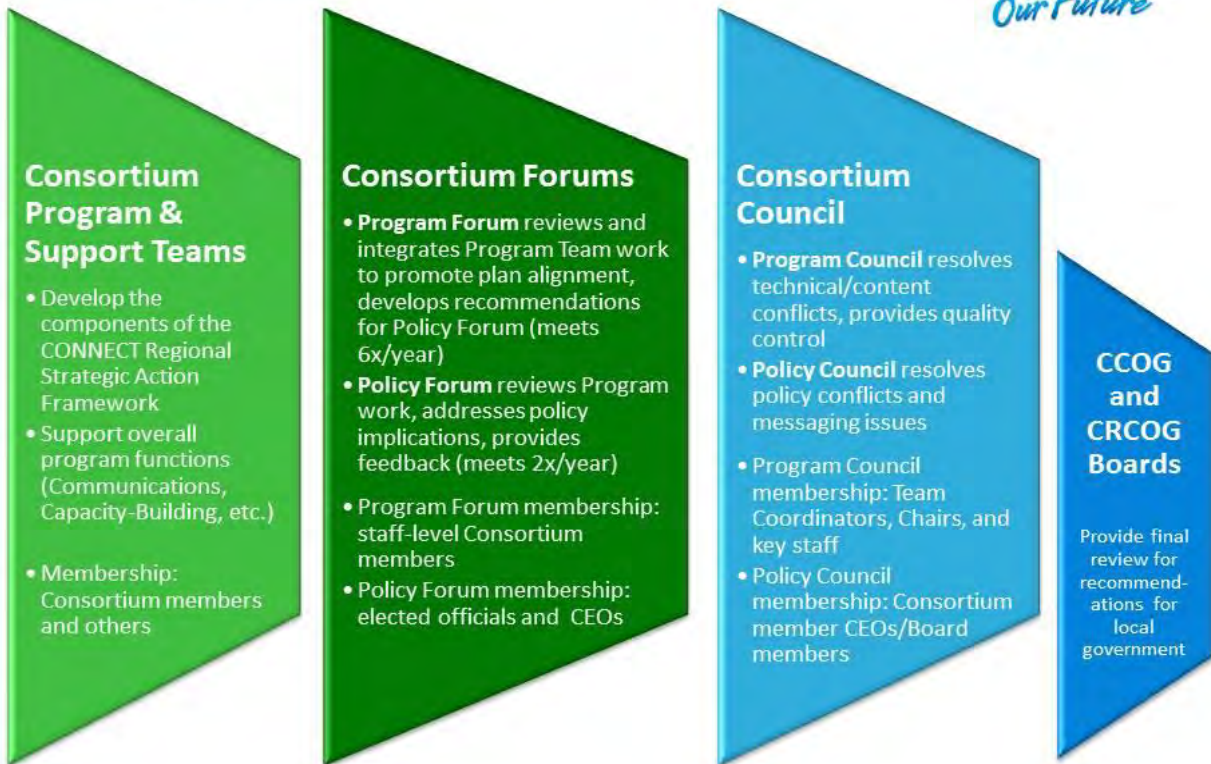 Our Future
Consortium
Program &
Support Teams
• Develop the
components of the
CONNECT Regional
Strategic Action
Framework
• Support overall
program functions
(Communications,
Capacity-Building, etc.)
• Membership:
Consortium members
and others
Consortium Forums
• Program Forum reviews and
integrates Program Team work
to promote plan alignment,
develops recommendations
for Policy Forum (meets
6x/year)
• Policy Forum reviews Program
work, addresses policy
implications, provides
feedback (meets 2x/year)
• Program Forum membership:
staff-level Consortium
members
• Policy Forum membership:
elected officials and CEOs
Consortium
Council
• Program Council resolves
technical/content
conflicts, provides quality
control
• Policy Council resolves
policy conflicts and
messaging issues
• Program Council
membership: Team
Coordinators, Chairs, and
key staff
• Policy Council
membership: Consortium
member CEOs/Board
members
CCOG
and
CRCOG
Boards
Provide final
review for
recommend-
ations for
local
government